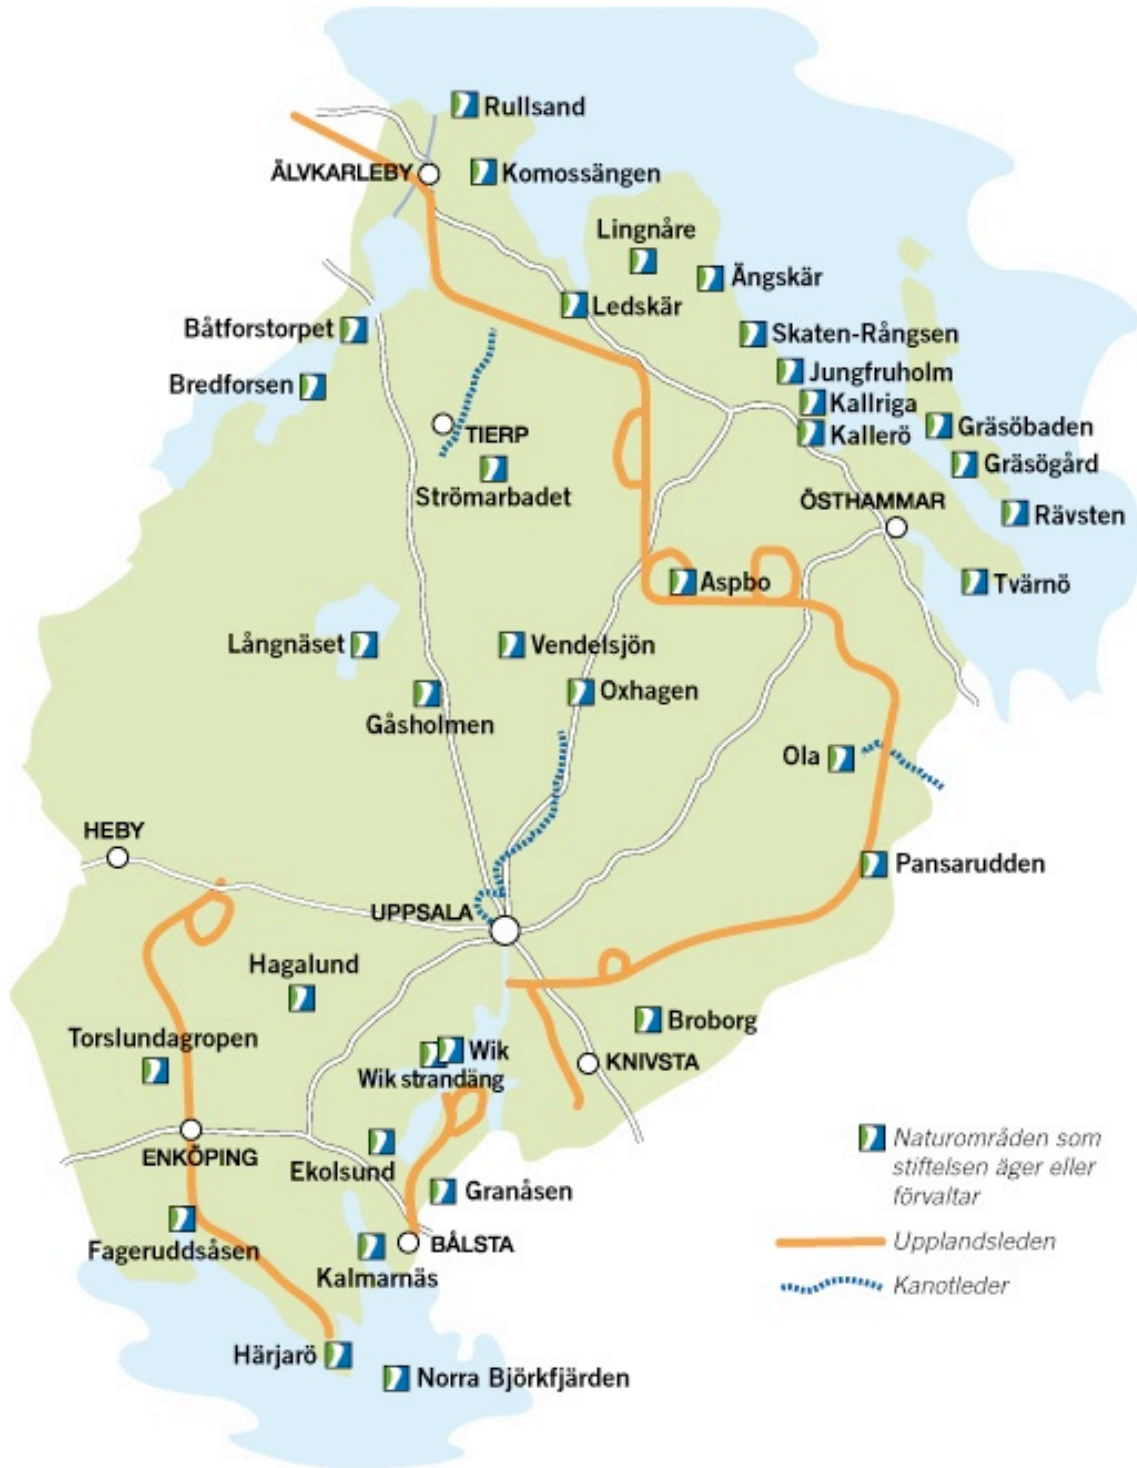 Rullsand
ÄLVKARLEBY
Komossängen
Lingnåre
Ängskär
Ledskär
Båtforstorpet
Skaten-Rångsen
Jungfruholm
Bredforsen
Kallriga
Gräsöbaden
TIERP
Kallerö
Gräsögård
Strömarbadet
ÖSTHAMMAR
Rävsten
Aspbo
Tvärnö
Långnäset
Vendelsjön
Oxhagen
Gåsholmen
Ola
HEBY
Pansarudden
UPPSALA
Hagalund
Broborg
Torslundagropen
Wik
KNIVSTA
Wik strandäng
Naturområden som
stiftelsen äger eller
förvaltar
ENKÖPING
Ekolsund
Granåsen
Upplandsleden
Fageruddsåsen
BÅLSTA
Kalmarnäs
Kanotleder
Härjarö
Norra Björkfjärden